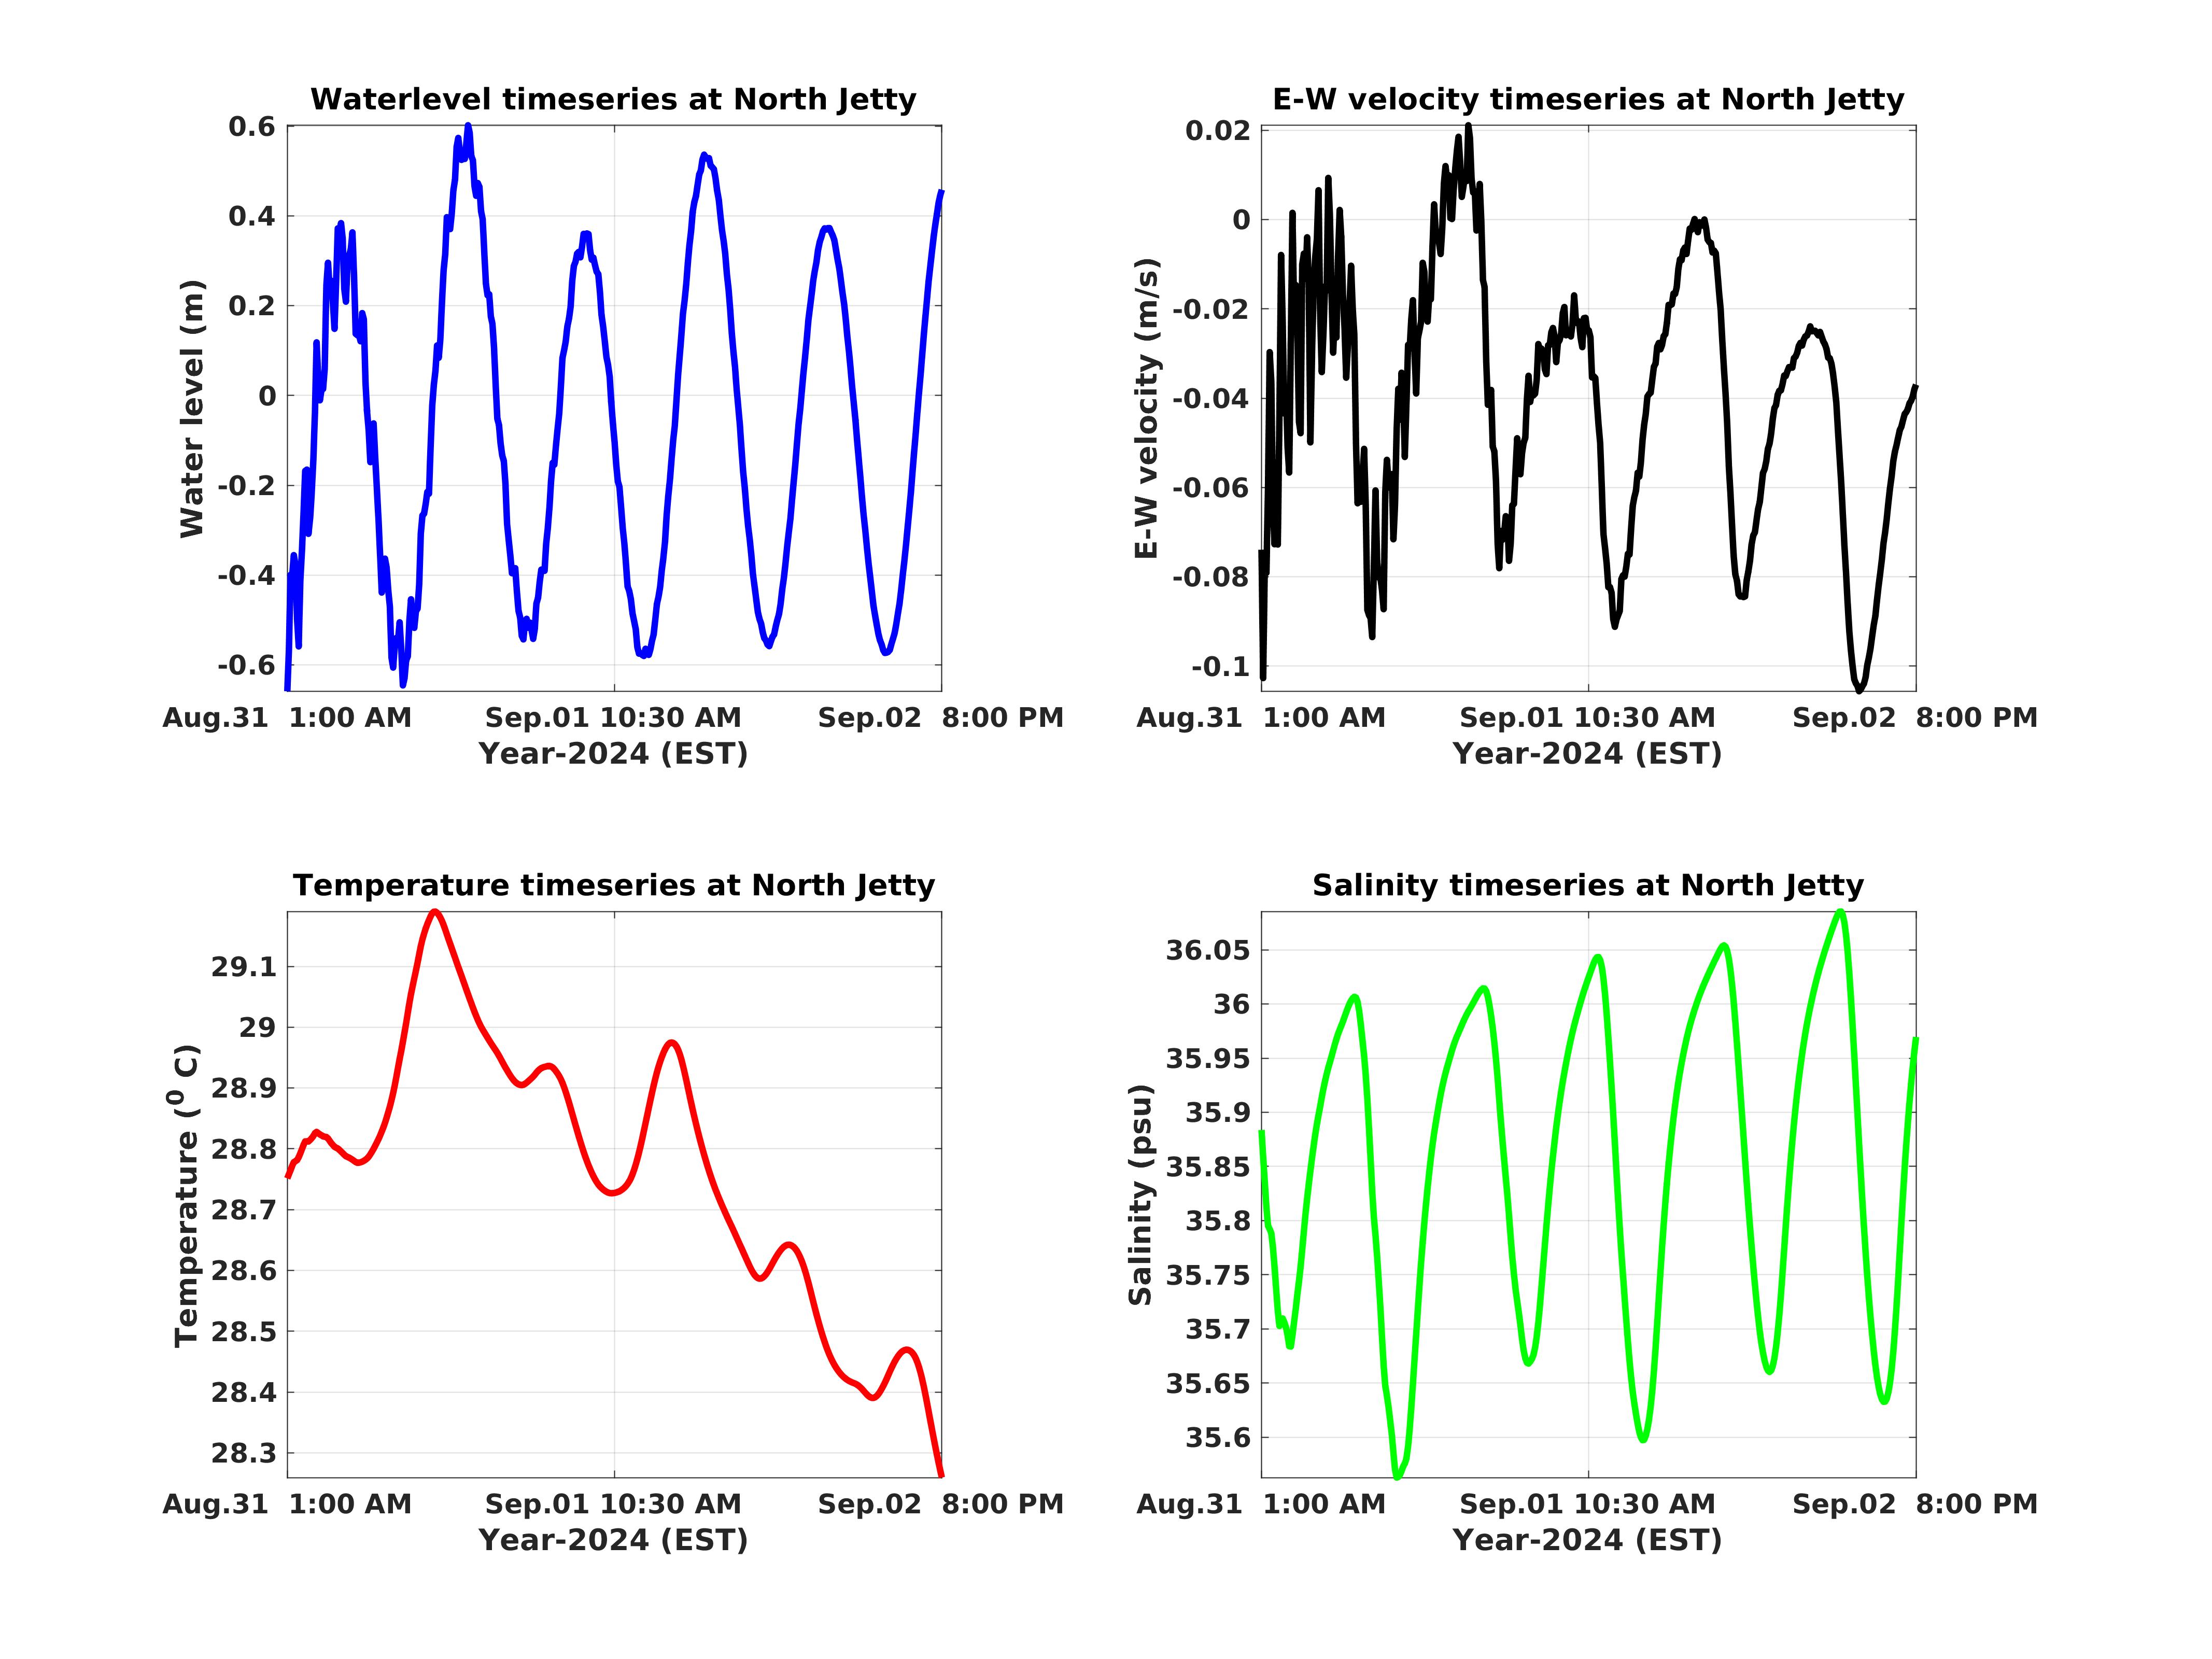 Waterlevel timeseries at North Jetty
0.6
0.4
0.2
0
-0.2
-0.4
-0.6
Water level (m)
Aug.31 1:00 AM Sep.01 10:30 AM Sep.02 8:00 PM
Year-2024 (EST)
E-W velocity timeseries at North Jetty
0.02
0
-0.02
-0.04
-0.06
-0.08
-0.1
E-W velocity (m/s)
Aug.31 1:00 AM Sep.01 10:30 AM Sep.02 8:00 PM
Year-2024 (EST)
Temperature timeseries at North Jetty
29.1
29
28.9
28.8
28.7
28.6
28.5
28.4
28.3
Temperature (⁰ C)
Aug.31 1:00 AM Sep.01 10:30 AM Sep.02 8:00 PM
Year-2024 (EST)
Salinity timeseries at North Jetty
36.05
36
35.95
35.9
35.85
35.8
35.75
35.7
35.65
35.6
Salinity (psu)
Aug.31 1:00 AM Sep.01 10:30 AM Sep.02 8:00 PM
Year-2024 (EST)